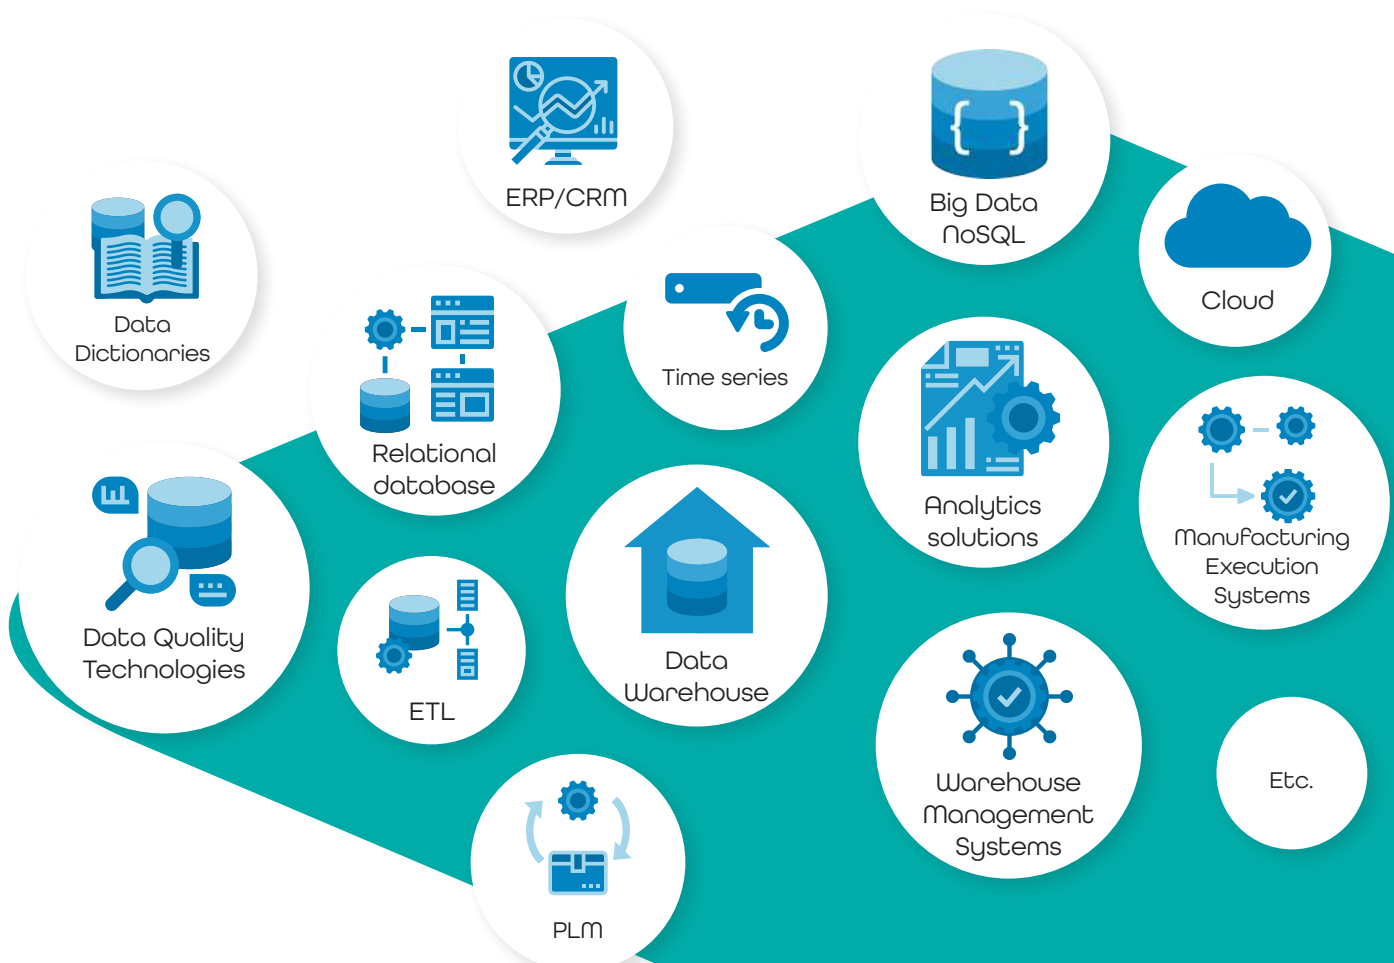 ERP/CRM
Big Data
NoSQL
Cloud
Data
Dictionaries
Time series
Relational
database
Analytics
solutions
Manufacturing
Execution
Systems
Data Quality
Technologies
ETL
Data
Warehouse
Warehouse
Management
Systems
Etc.
PLM